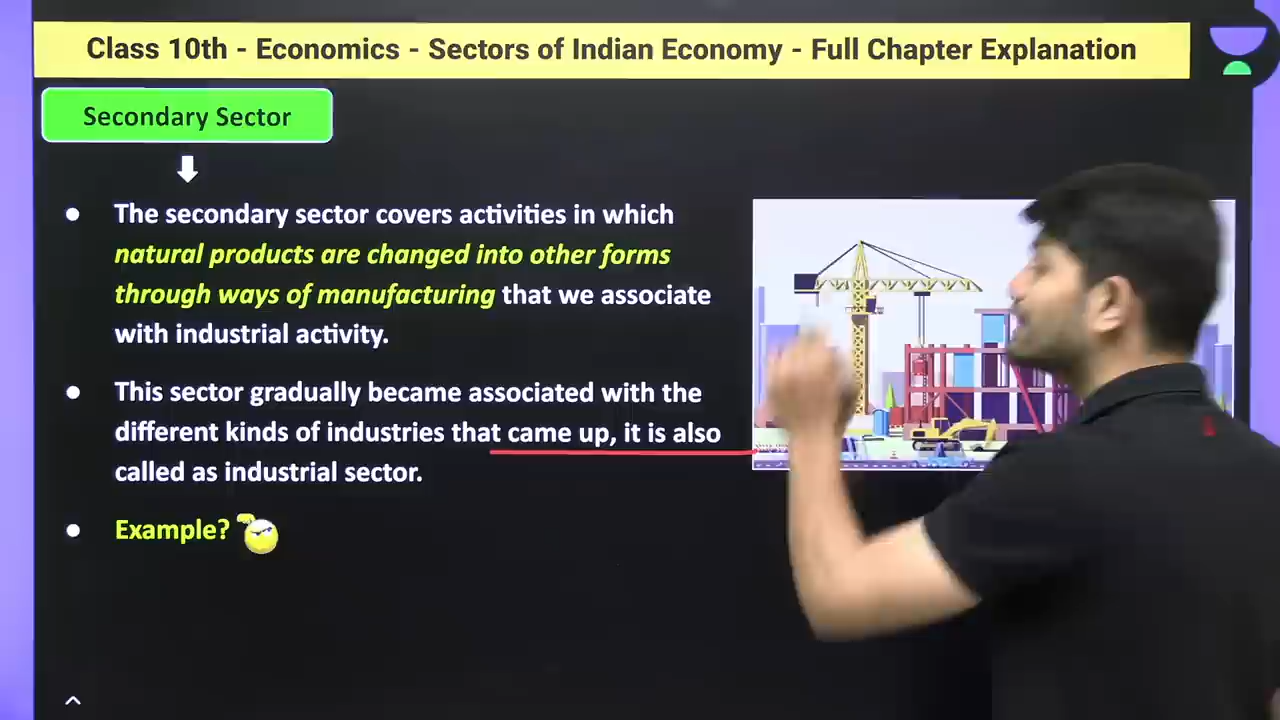 Class 10th - Economics - Sectors of Indian Economy - Full Chapter Explanation
Secondary Sector
The secondary sector covers activities in which
natural products are changed into other forms
through ways of manufacturing that we associate
with industrial activity.
This sector gradually became associated with the
different kinds of industries that came up, it is also
called as industrial sector.
Example?